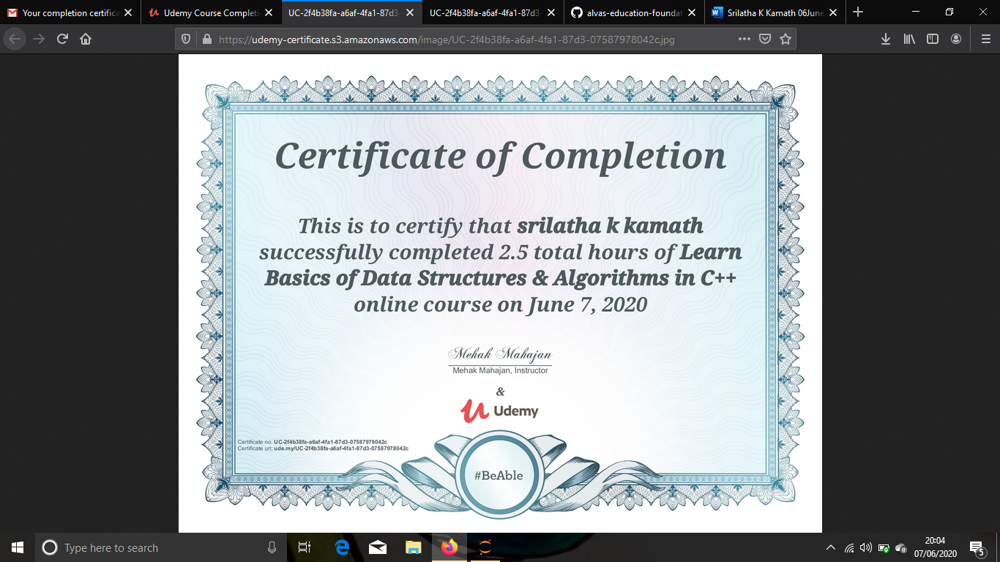 Your completion certifica
Udemy Course Completi
UC-2f4b38fa-a6af-4fa1-87d3-
UC-2f4b38fa-a6af-4fa1-87d3-
alvas-education-foundat
Srilatha K Kamath 06June
https://udemy-certificate.s3.amazonaws.com/image/UC-2f4b38fa-a6af-4fa1-87d3-07587978042c.jpg
Certificate of Completion
This is to certify that srilatha k kamath
successfully completed 2.5 total hours of Learn
Basics of Data Structures & Algorithms in C++
online course on June 7, 2020
Mehak Mahajan
Mehak Mahajan, Instructor
&
Udemy
Certificate no: UC-2f4b38fa-a6af-4fa1-87d3-07587978042c
Certificate url: ude.my/UC-2f4b38fa-a6af-4fa1-87d3-07587978042c
#BeAble
Type here to search
20:04
07/06/2020
5